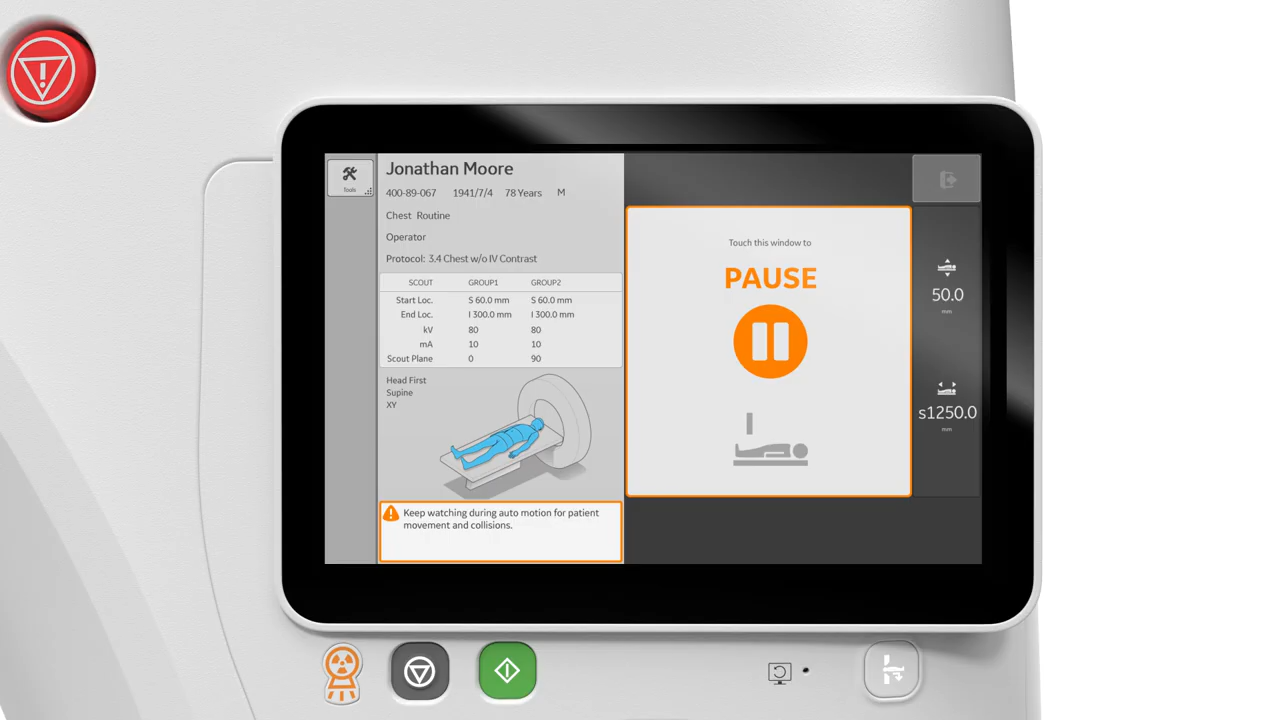 Tools
Jonathan Moore
400-89-067 1941/7/4 78 Years M
Chest Routine
Operator
Protocol: 3.4 Chest w/o IV Contrast
SCOUT GROUP1 GROUP2
Start Loc. S 60.0 mm S 60.0 mm
End Loc. I 300.0 mm I 300.0 mm
kV 80 80
mA 10 10
Scout Plane 0 90
Head First
Supine
XY
Keep watching during auto motion for patient
movement and collisions.
Touch this window to
PAUSE
50.0
mm
s1250.0
mm